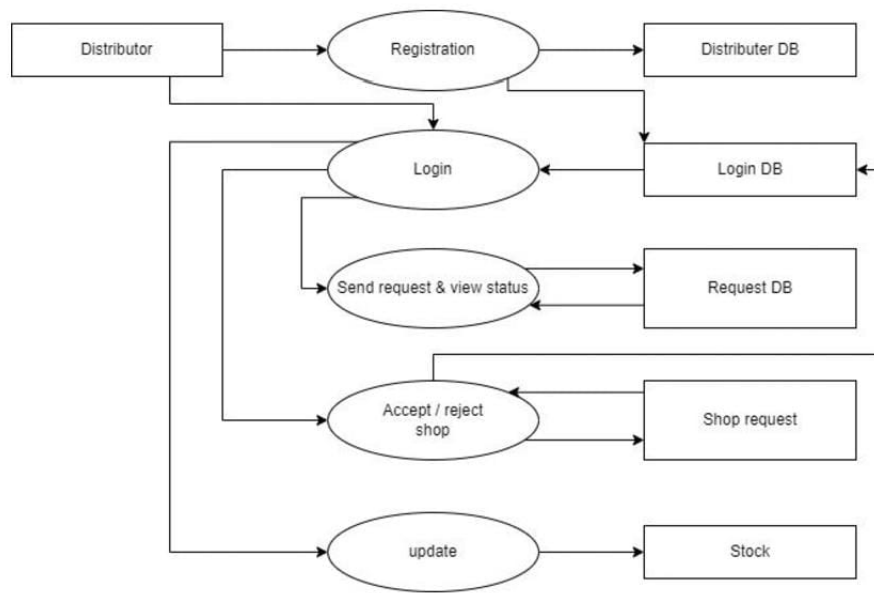 Distributor
Registration
Distributer DB
Login
Login DB
Send request & view status
Request DB
Accept / reject
shop
Shop request
update
Stock